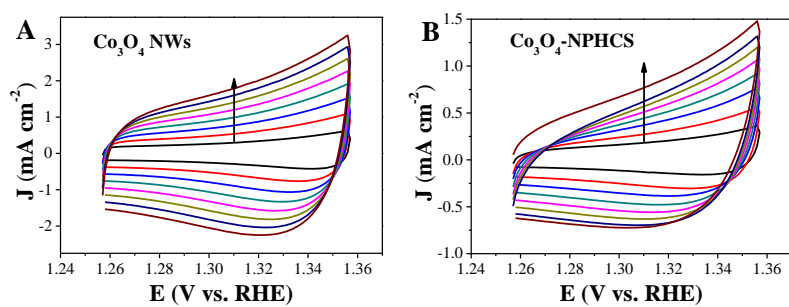 A
Co₃O₄ NWs
3
2
1
0
-1
-2
J (mA cm⁻²)
1.24 1.26 1.28 1.30 1.32 1.34 1.36
E (V vs. RHE)
B
Co₃O₄-NPHCS
1.5
1.0
0.5
0.0
-0.5
-1.0
J (mA cm⁻²)
1.24 1.26 1.28 1.30 1.32 1.34 1.36
E (V vs. RHE)